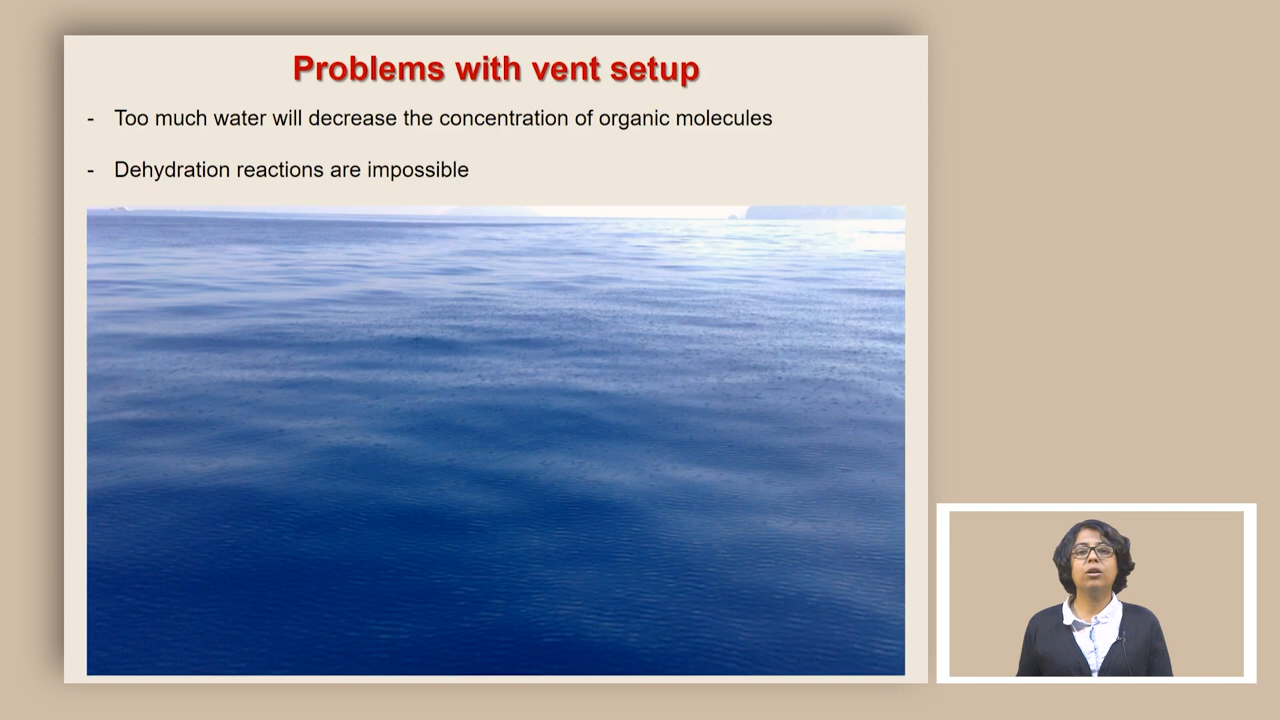 Problems with vent setup
- Too much water will decrease the concentration of organic molecules
- Dehydration reactions are impossible